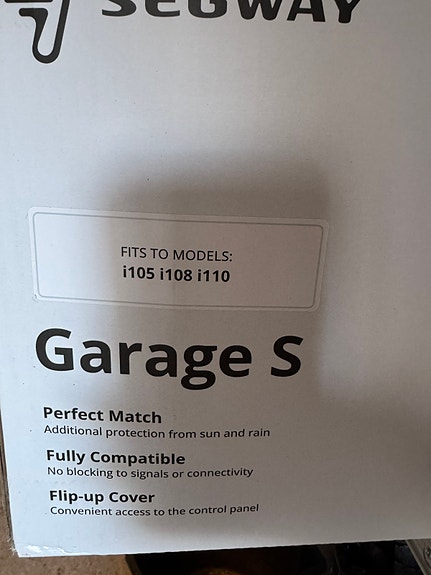 SEGWAY
FITS TO MODELS:
i105 i108 i110
Garage S
Perfect Match
Additional protection from sun and rain
Fully Compatible
No blocking to signals or connectivity
Flip-up Cover
Convenient access to the control panel